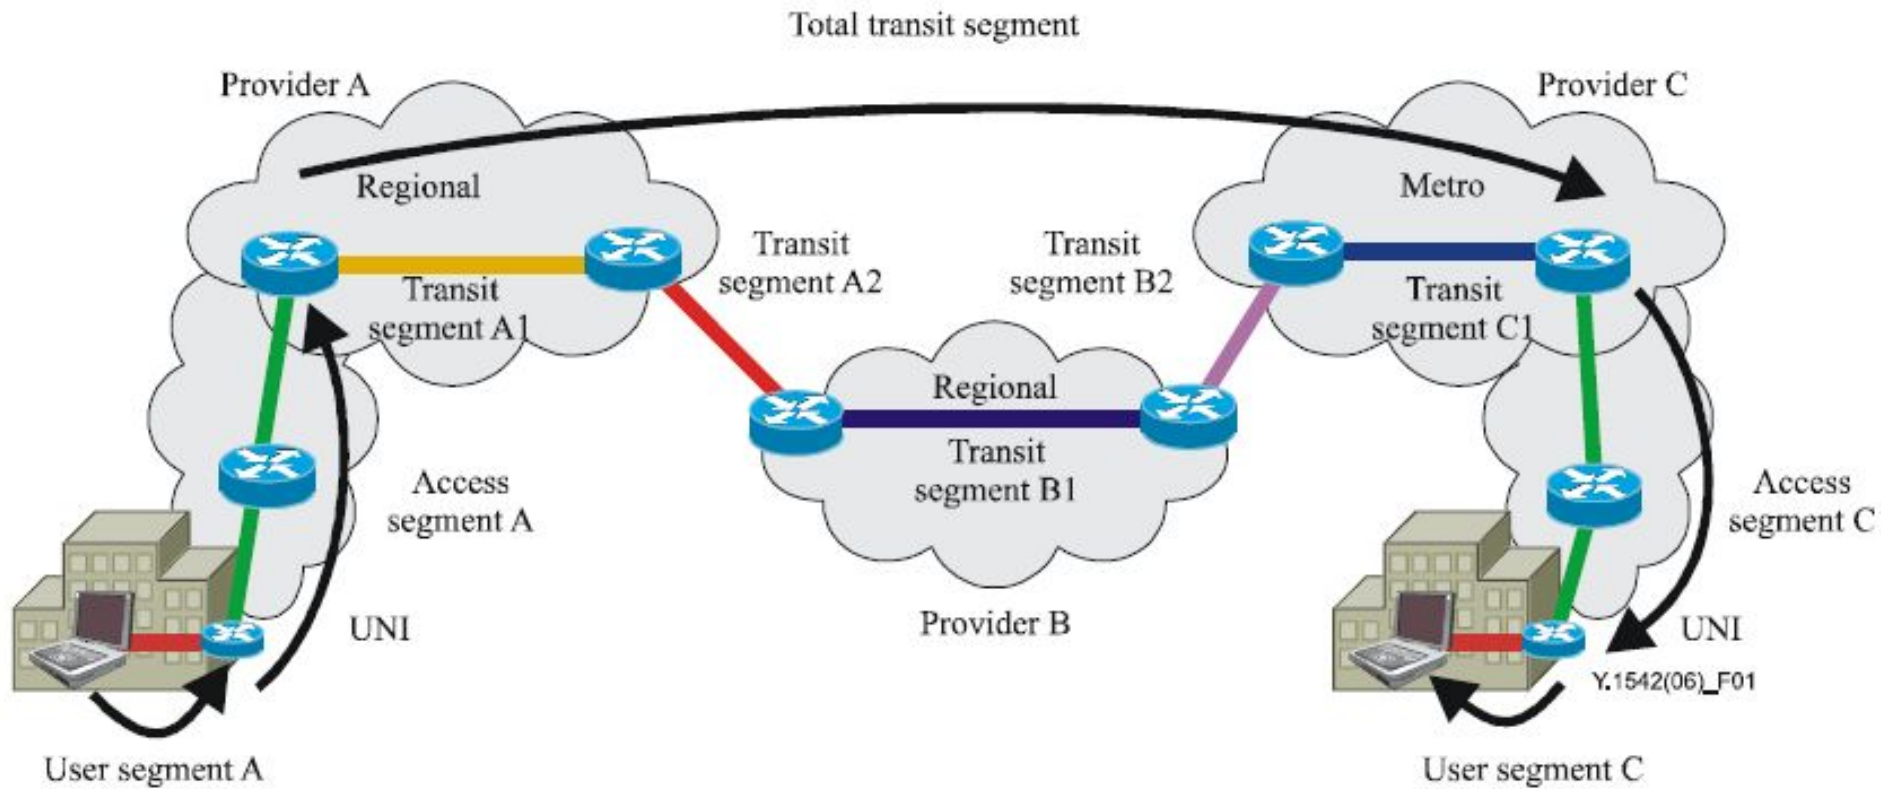 Total transit segment
Provider A
Provider C
Regional
Metro
Transit
segment A2
Transit
segment B2
Transit
segment A1
Transit
segment C1
Regional
Transit
segment B1
Access
segment A
Access
segment C
UNI
Provider B
UNI
Y.1542(06)_F01
User segment A
User segment C